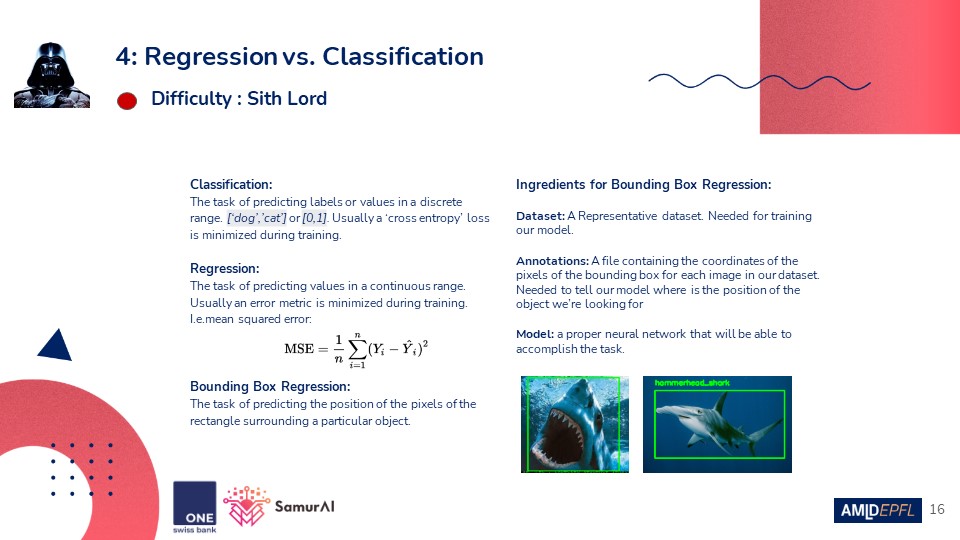 4: Regression vs. Classification
Difficulty : Sith Lord
Classification:
The task of predicting labels or values in a discrete
range. ['dog','cat'] or [0,1]. Usually a 'cross entropy' loss
is minimized during training.
Regression:
The task of predicting values in a continuous range.
Usually an error metric is minimized during training.
I.e.mean squared error:
MSE = 1/n ∑_{i=1}^{n} (Y_i − Ŷ_i)^2
Bounding Box Regression:
The task of predicting the position of the pixels of the
rectangle surrounding a particular object.
Ingredients for Bounding Box Regression:
Dataset: A Representative dataset. Needed for training
our model.
Annotations: A file containing the coordinates of the
pixels of the bounding box for each image in our dataset.
Needed to tell our model where is the position of the
object we're looking for
Model: a proper neural network that will be able to
accomplish the task.
hammerhead_shark
ONE
swiss bank
SamurAI
AMLDEPFL
16